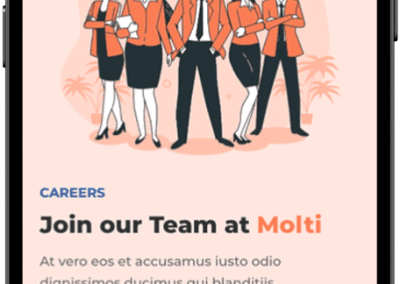 CAREERS
Join our Team at Molti
At vero eos et accusamus iusto odio
dignissimos ducimus qui blanditiis